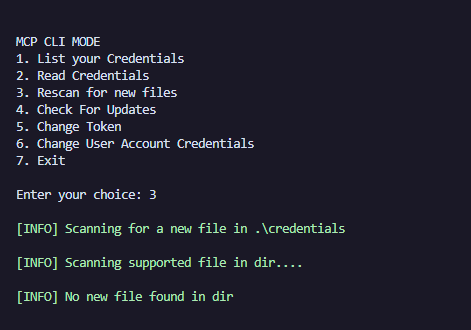 MCP CLI MODE
1. List your Credentials
2. Read Credentials
3. Rescan for new files
4. Check For Updates
5. Change Token
6. Change User Account Credentials
7. Exit
Enter your choice: 3
[INFO] Scanning for a new file in .\credentials
[INFO] Scanning supported file in dir....
[INFO] No new file found in dir